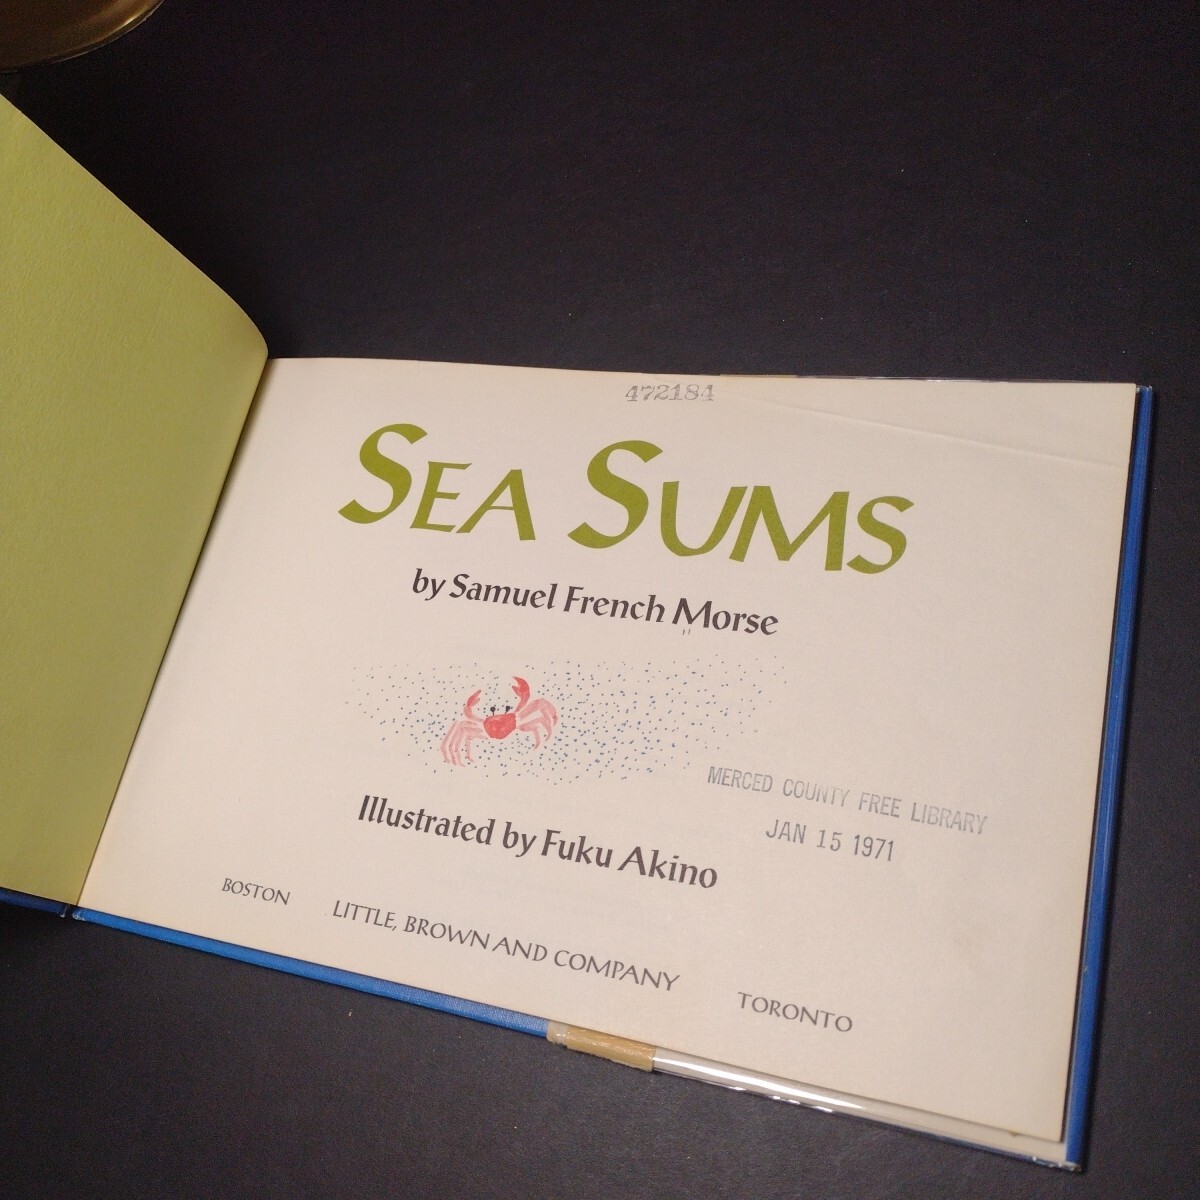 472184
SEA SUMS
by Samuel French Morse
MERCED COUNTY FREE LIBRARY
JAN 15 1971
Illustrated by Fuku Akino
BOSTON LITTLE, BROWN AND COMPANY TORONTO